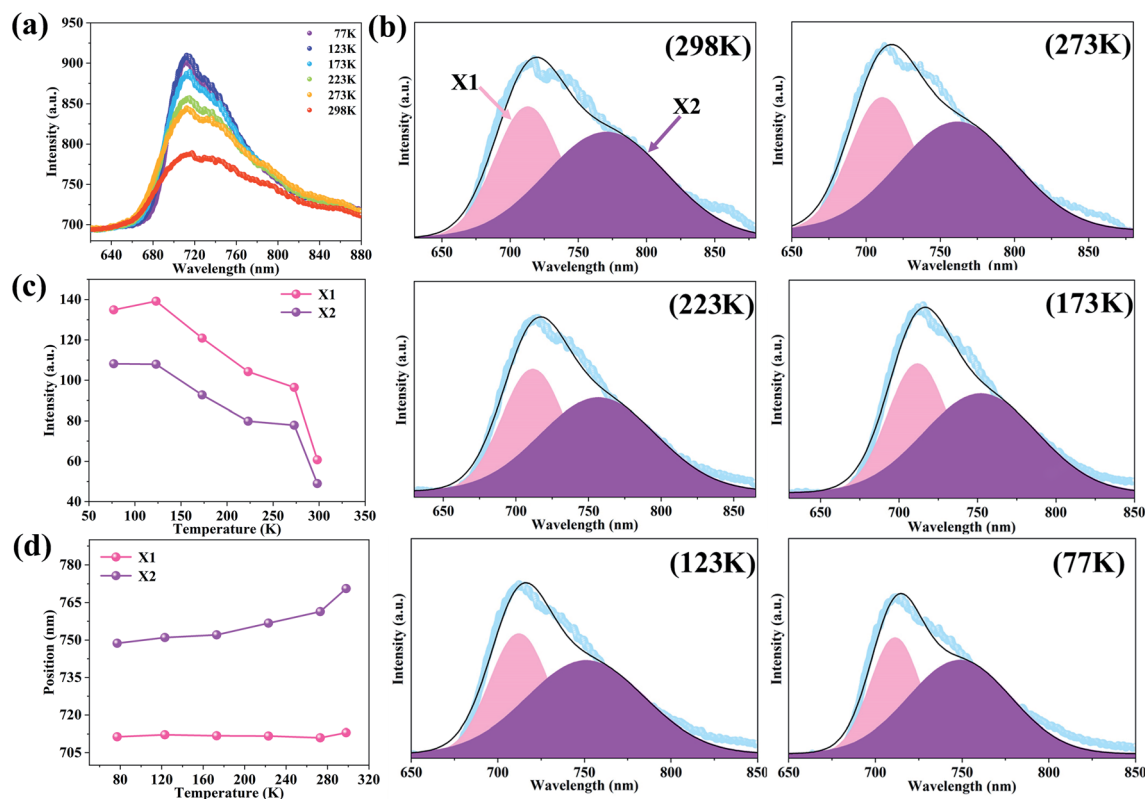 (a)
Intensity (a.u.)
950
900
850
800
750
700
77K
123K
173K
223K
273K
298K
640 680 720 760 800 840 880
Wavelength (nm)
(b)
(298K)
X1
X2
Intensity (a.u.)
650 700 750 800 850
Wavelength (nm)
(273K)
Intensity (a.u.)
650 700 750 800 850
Wavelength (nm)
(c)
Intensity (a.u.)
140
120
100
80
60
40
X1
X2
50 100 150 200 250 300 350
Temperature (K)
(223K)
Intensity (a.u.)
650 700 750 800 850
Wavelength (nm)
(173K)
Intensity (a.u.)
650 700 750 800 850
Wavelength (nm)
(d)
Position (nm)
780
765
750
735
720
705
X1
X2
80 120 160 200 240 280 320
Temperature (K)
(123K)
Intensity (a.u.)
650 700 750 800 850
Wavelength (nm)
(77K)
Intensity (a.u.)
650 700 750 800 850
Wavelength (nm)